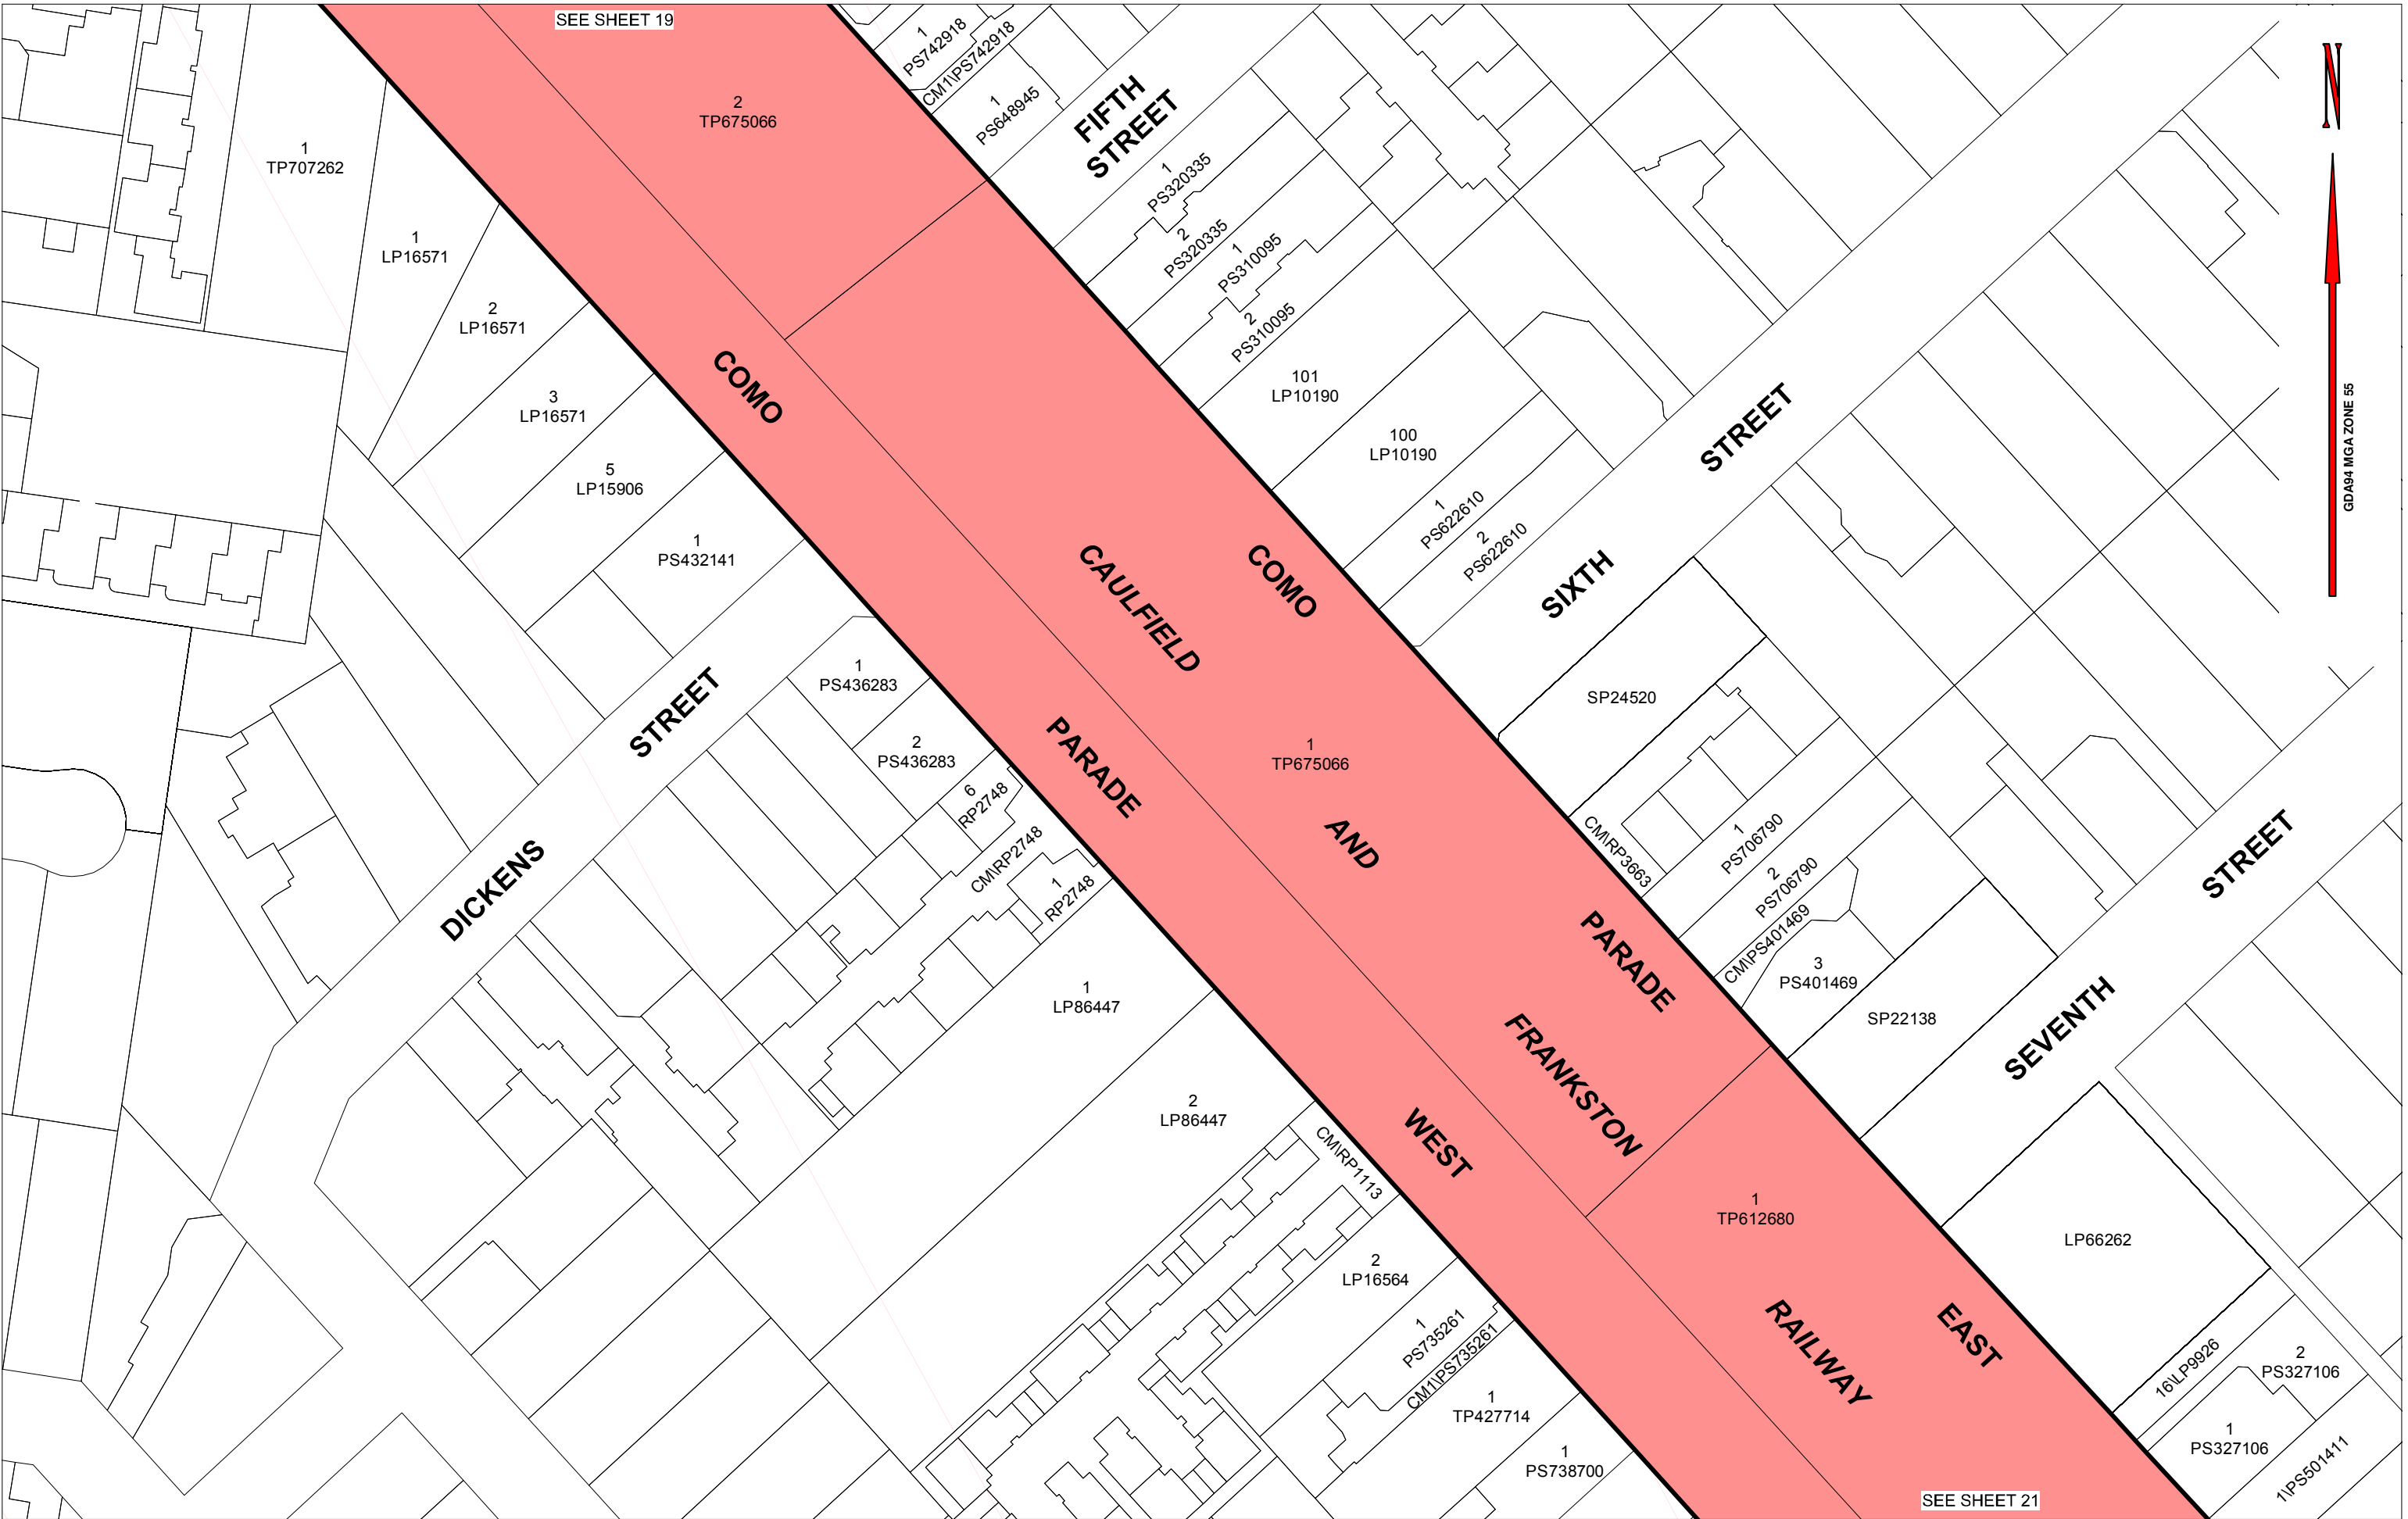 SEE SHEET 19
1
PS742918
CM1\PS742918
1
PS648945
FIFTH
STREET
N
GDA94 MGA ZONE 55
2
TP675066
1
TP707262
1
LP16571
2
LP16571
3
LP16571
5
LP15906
1
PS432141
1
PS320335
2
PS320335
1
PS310095
2
PS310095
101
LP10190
100
LP10190
1
PS622610
2
PS622610
SIXTH STREET
COMO PARADE WEST
COMO PARADE EAST
CAULFIELD AND FRANKSTON RAILWAY
DICKENS STREET
1
PS436283
2
PS436283
6
RP2748
CM\RP2748
1
RP2748
1
TP675066
SP24520
CM\RP3663
1
PS706790
2
PS706790
CM\PS401469
3
PS401469
SP22138
SEVENTH STREET
1
LP86447
2
LP86447
CM\RP1113
1
TP612680
LP66262
2
LP16564
1
PS735261
CM1\PS735261
1
TP427714
1
PS738700
16\LP9926
2
PS327106
1
PS327106
1\PS501411
SEE SHEET 21